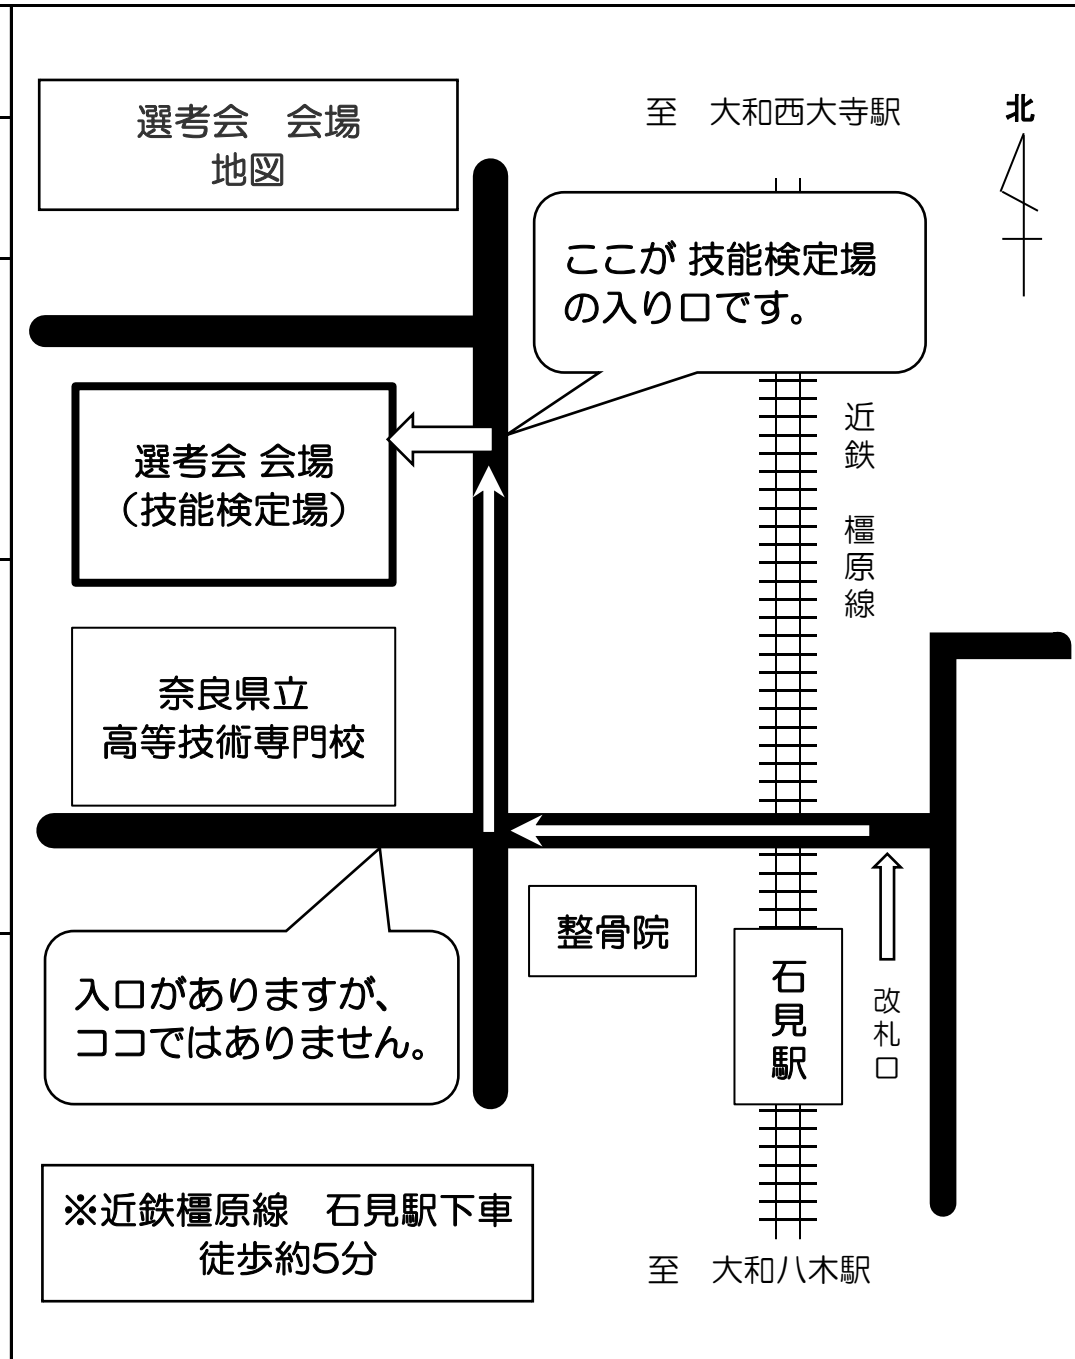 選考会　会場
地図
至　大和西大寺駅
北
ここが 技能検定場
の入り口です。
近鉄　橿原線
選考会 会場
（技能検定場）
奈良県立
高等技術専門校
整骨院
石見駅
改札口
入口がありますが、
ココではありません。
※近鉄橿原線　石見駅下車
徒歩約5分
至　大和八木駅